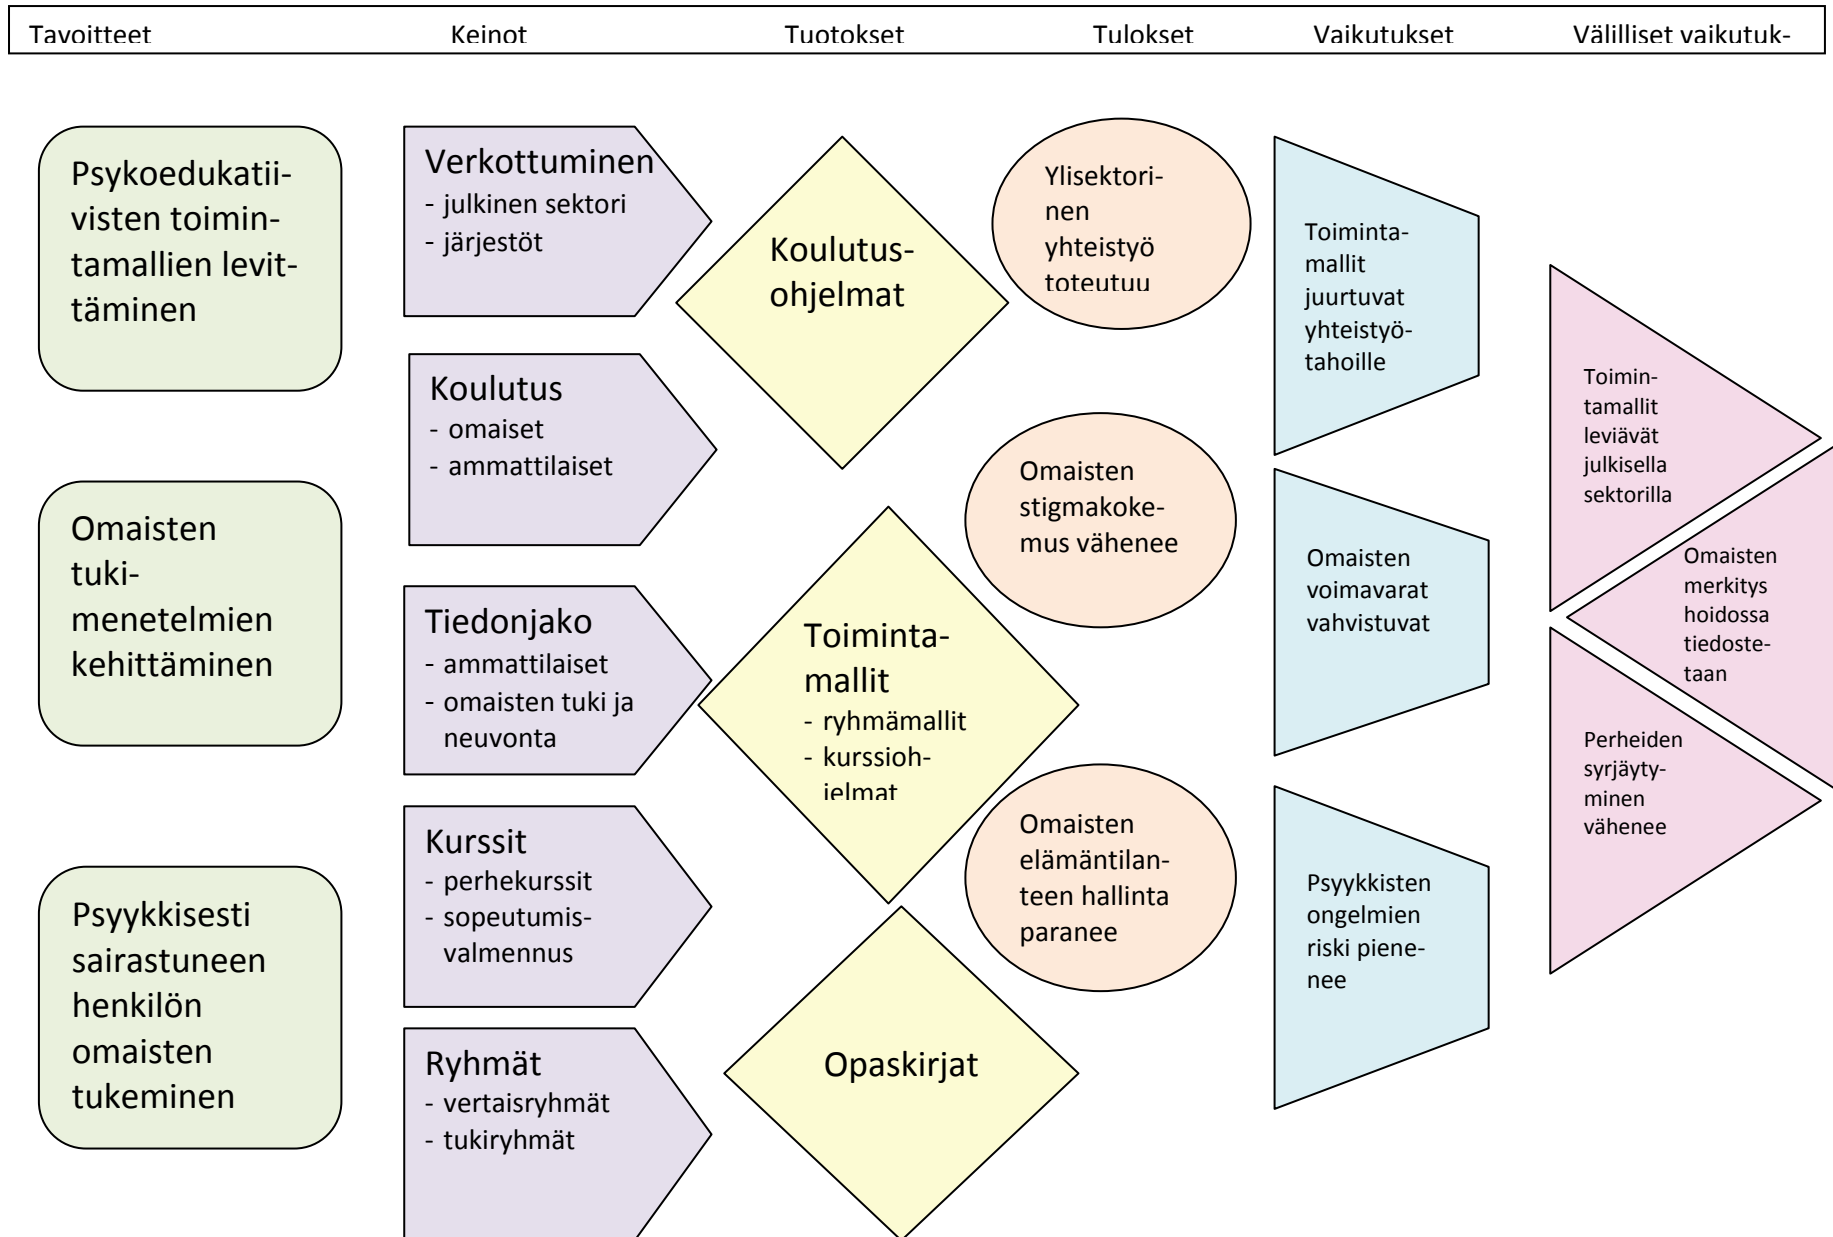 Tavoitteet Keinot Tuotokset Tulokset Vaikutukset Välilliset vaikutuk-
Psykoedukatii-
visten toimin-
tamallien levit-
täminen
Omaisten
tuki-
menetelmien
kehittäminen
Psyykkisesti
sairastuneen
henkilön
omaisten
tukeminen
Verkottuminen
- julkinen sektori
- järjestöt
Koulutus
- omaiset
- ammattilaiset
Tiedonjako
- ammattilaiset
- omaisten tuki ja
neuvonta
Kurssit
- perhekurssit
- sopeutumis-
valmennus
Ryhmät
- vertaisryhmät
- tukiryhmät
Koulutus-
ohjelmat
Toiminta-
mallit
- ryhmämallit
- kurssioh-
jelmat
Opaskirjat
Ylisektori-
nen
yhteistyö
toteutuu
Omaisten
stigmakoke-
mus vähenee
Omaisten
elämäntilan-
teen hallinta
paranee
Toiminta-
mallit
juurtuvat
yhteistyö-
tahoille
Omaisten
voimavarat
vahvistuvat
Psyykkisten
ongelmien
riski piene-
nee
Toimin-
tamallit
leviävät
julkisella
sektorilla
Omaisten
merkitys
hoidossa
tiedoste-
taan
Perheiden
syrjäyty-
minen
vähenee